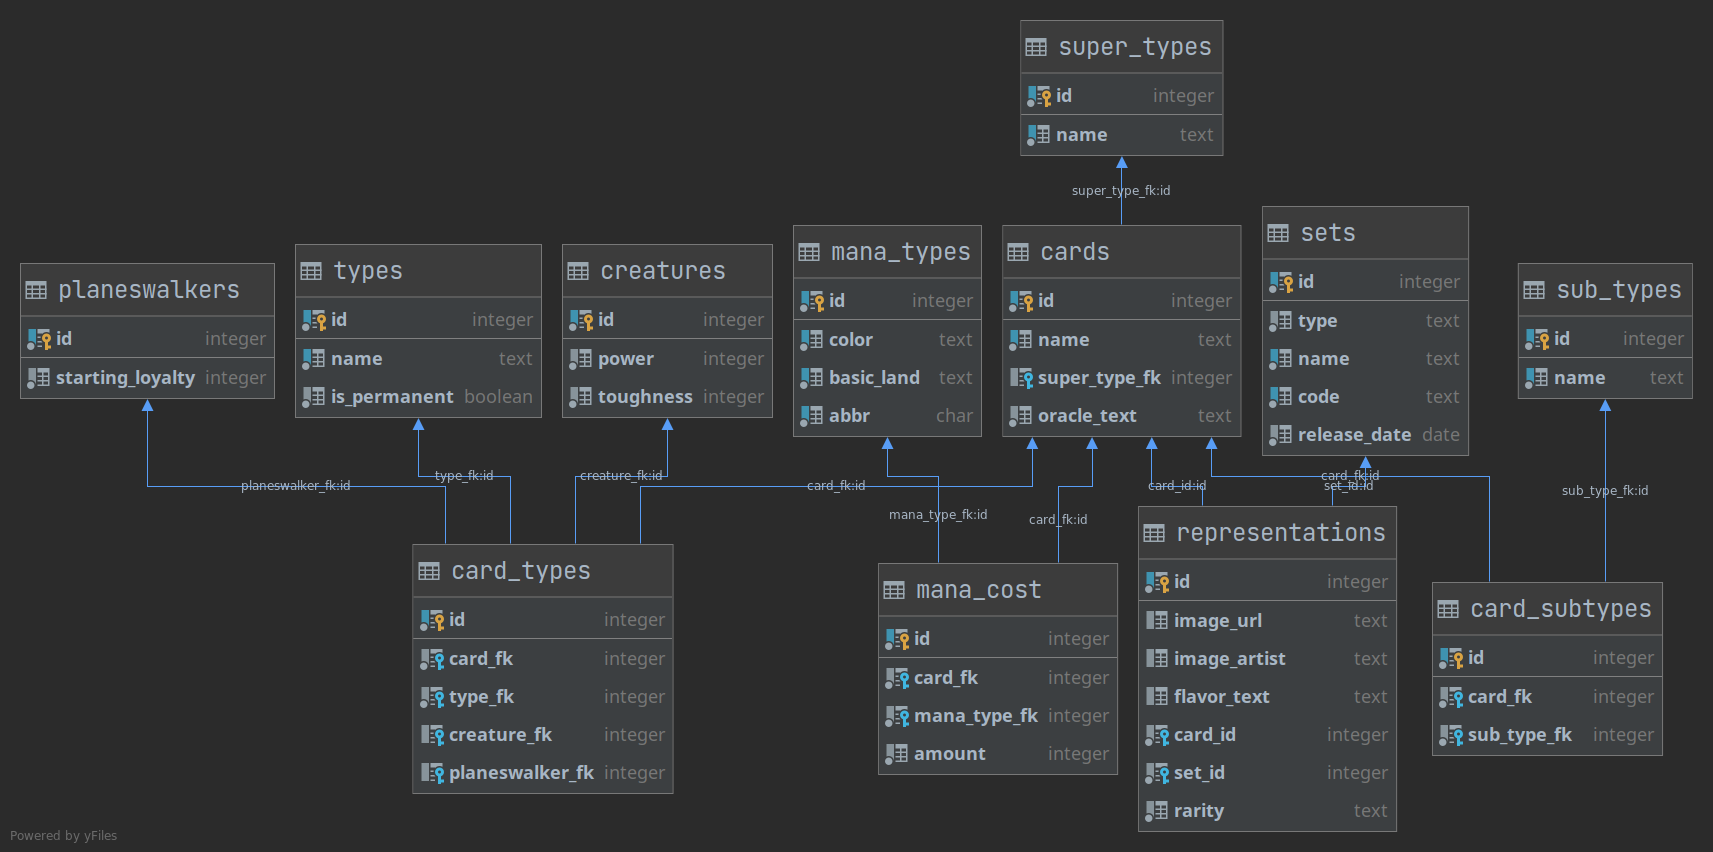 super_types
id integer
name text
super_type_fk:id
planeswalkers
id integer
starting_loyalty integer
types
id integer
name text
is_permanent boolean
creatures
id integer
power integer
toughness integer
mana_types
id integer
color text
basic_land text
abbr char
cards
id integer
name text
super_type_fk integer
oracle_text text
sets
id integer
type text
name text
code text
release_date date
sub_types
id integer
name text
planeswalker_fk:id
type_fk:id
creature_fk:id
card_fk:id
mana_type_fk:id
card_fk:id
card_id:id
card_fk:id
set_id:id
sub_type_fk:id
card_types
id integer
card_fk integer
type_fk integer
creature_fk integer
planeswalker_fk integer
mana_cost
id integer
card_fk integer
mana_type_fk integer
amount integer
representations
id integer
image_url text
image_artist text
flavor_text text
card_id integer
set_id integer
rarity text
card_subtypes
id integer
card_fk integer
sub_type_fk integer
Powered by yFiles